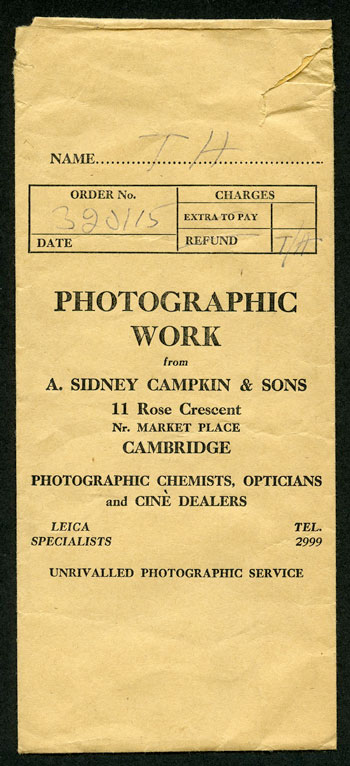 NAME.................... T H
ORDER No. CHARGES
EXTRA TO PAY
DATE REFUND
PHOTOGRAPHIC
WORK
from
A. SIDNEY CAMPKIN & SONS
11 Rose Crescent
Nr. MARKET PLACE
CAMBRIDGE
PHOTOGRAPHIC CHEMISTS, OPTICIANS
and CINÈ DEALERS
LEICA TEL.
SPECIALISTS 2999
UNRIVALLED PHOTOGRAPHIC SERVICE